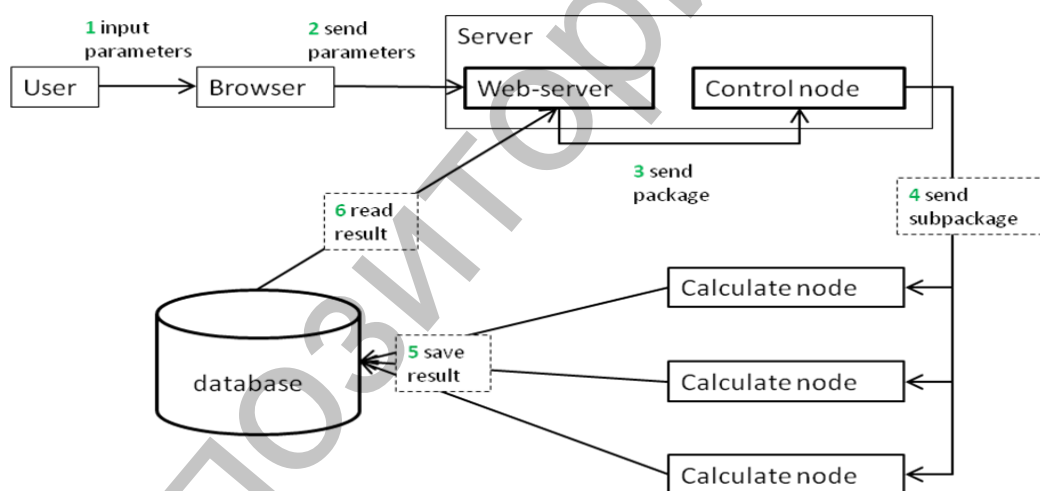 1 input
parameters
2 send
parameters
Server
User
Browser
Web-server
Control node
3 send
package
4 send
subpackage
6 read
result
Calculate node
5 save
result
database
Calculate node
Calculate node
ПОЗИТОРИ